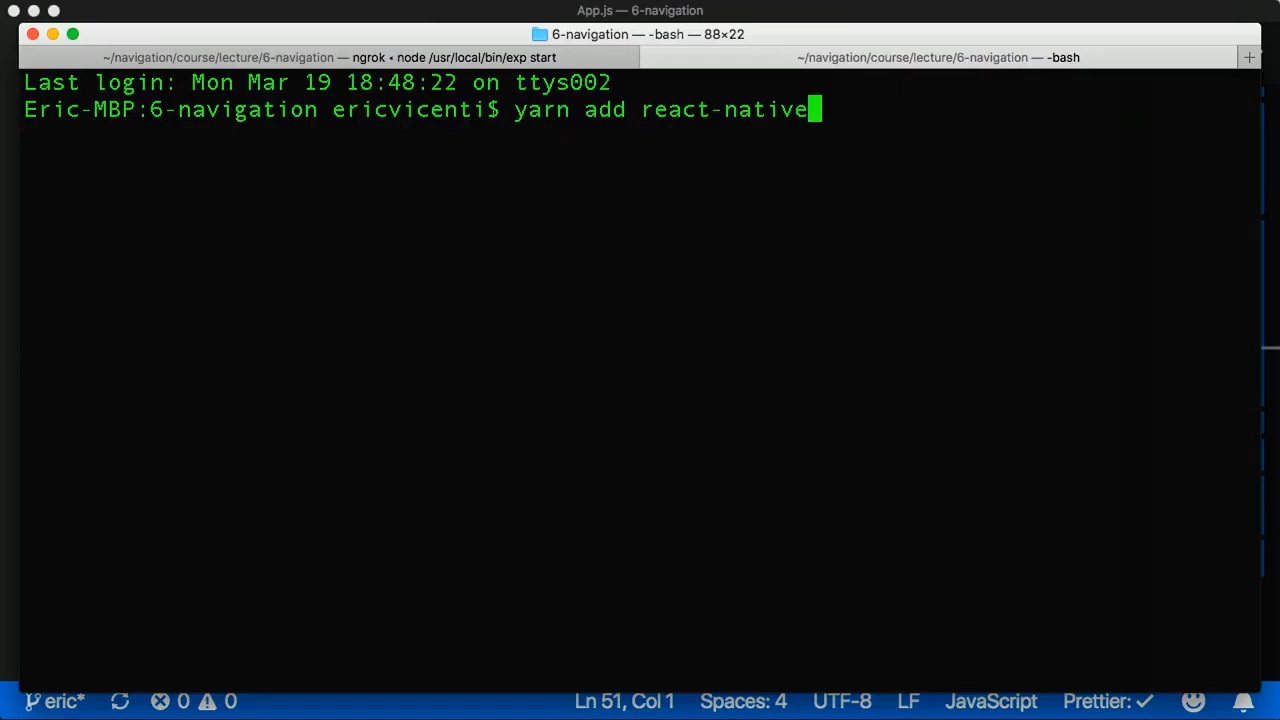 App.js — 6-navigation
6-navigation — -bash — 88×22
~/navigation/course/lecture/6-navigation — ngrok • node /usr/local/bin/exp start
~/navigation/course/lecture/6-navigation — -bash
Last login: Mon Mar 19 18:48:22 on ttys002
Eric-MBP:6-navigation ericvicenti$ yarn add react-native
eric* 0 0 Ln 51, Col 1 Spaces: 4 UTF-8 LF JavaScript Prettier: ✓